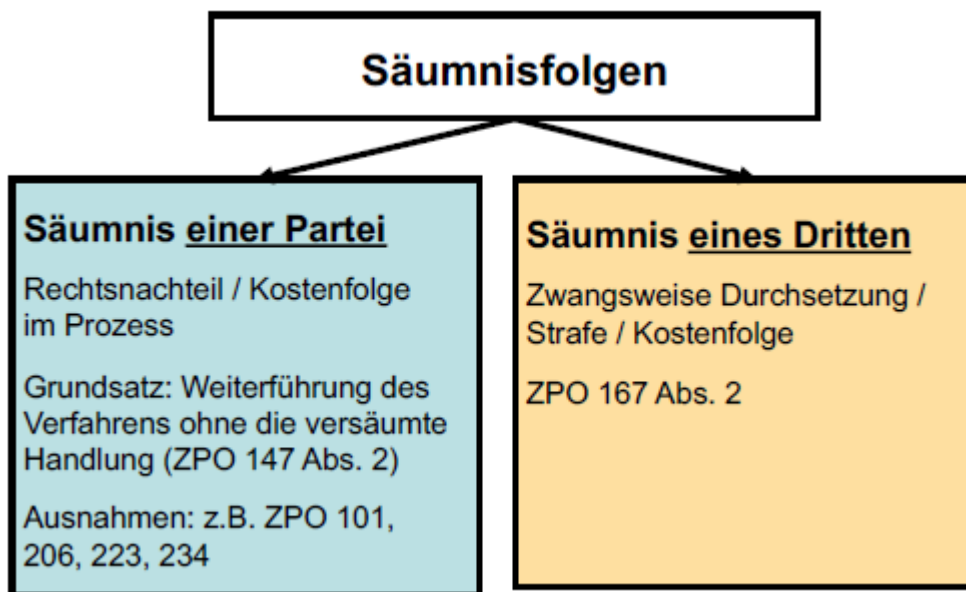 Säumnisfolgen
Säumnis einer Partei
Rechtsnachteil / Kostenfolge
im Prozess
Grundsatz: Weiterführung des
Verfahrens ohne die versäumte
Handlung (ZPO 147 Abs. 2)
Ausnahmen: z.B. ZPO 101,
206, 223, 234
Säumnis eines Dritten
Zwangsweise Durchsetzung /
Strafe / Kostenfolge
ZPO 167 Abs. 2